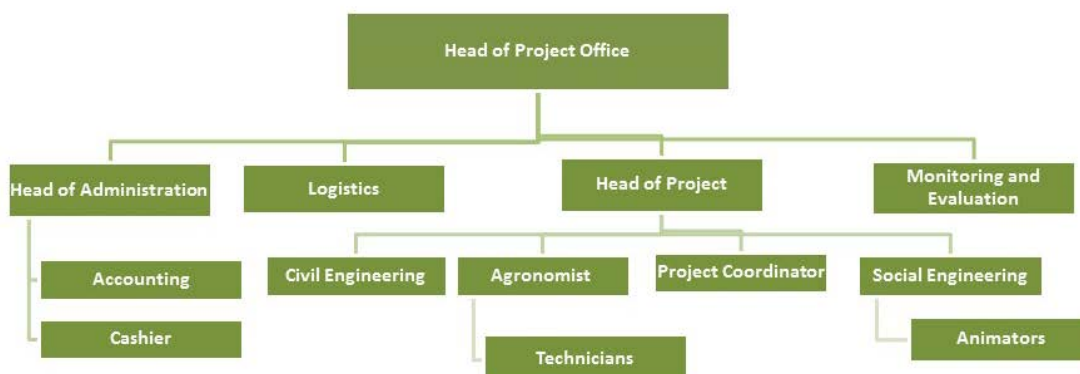 Head of Project Office
Head of Administration
Logistics
Head of Project
Monitoring and
Evaluation
Accounting
Cashier
Civil Engineering
Agronomist
Project Coordinator
Social Engineering
Technicians
Animators